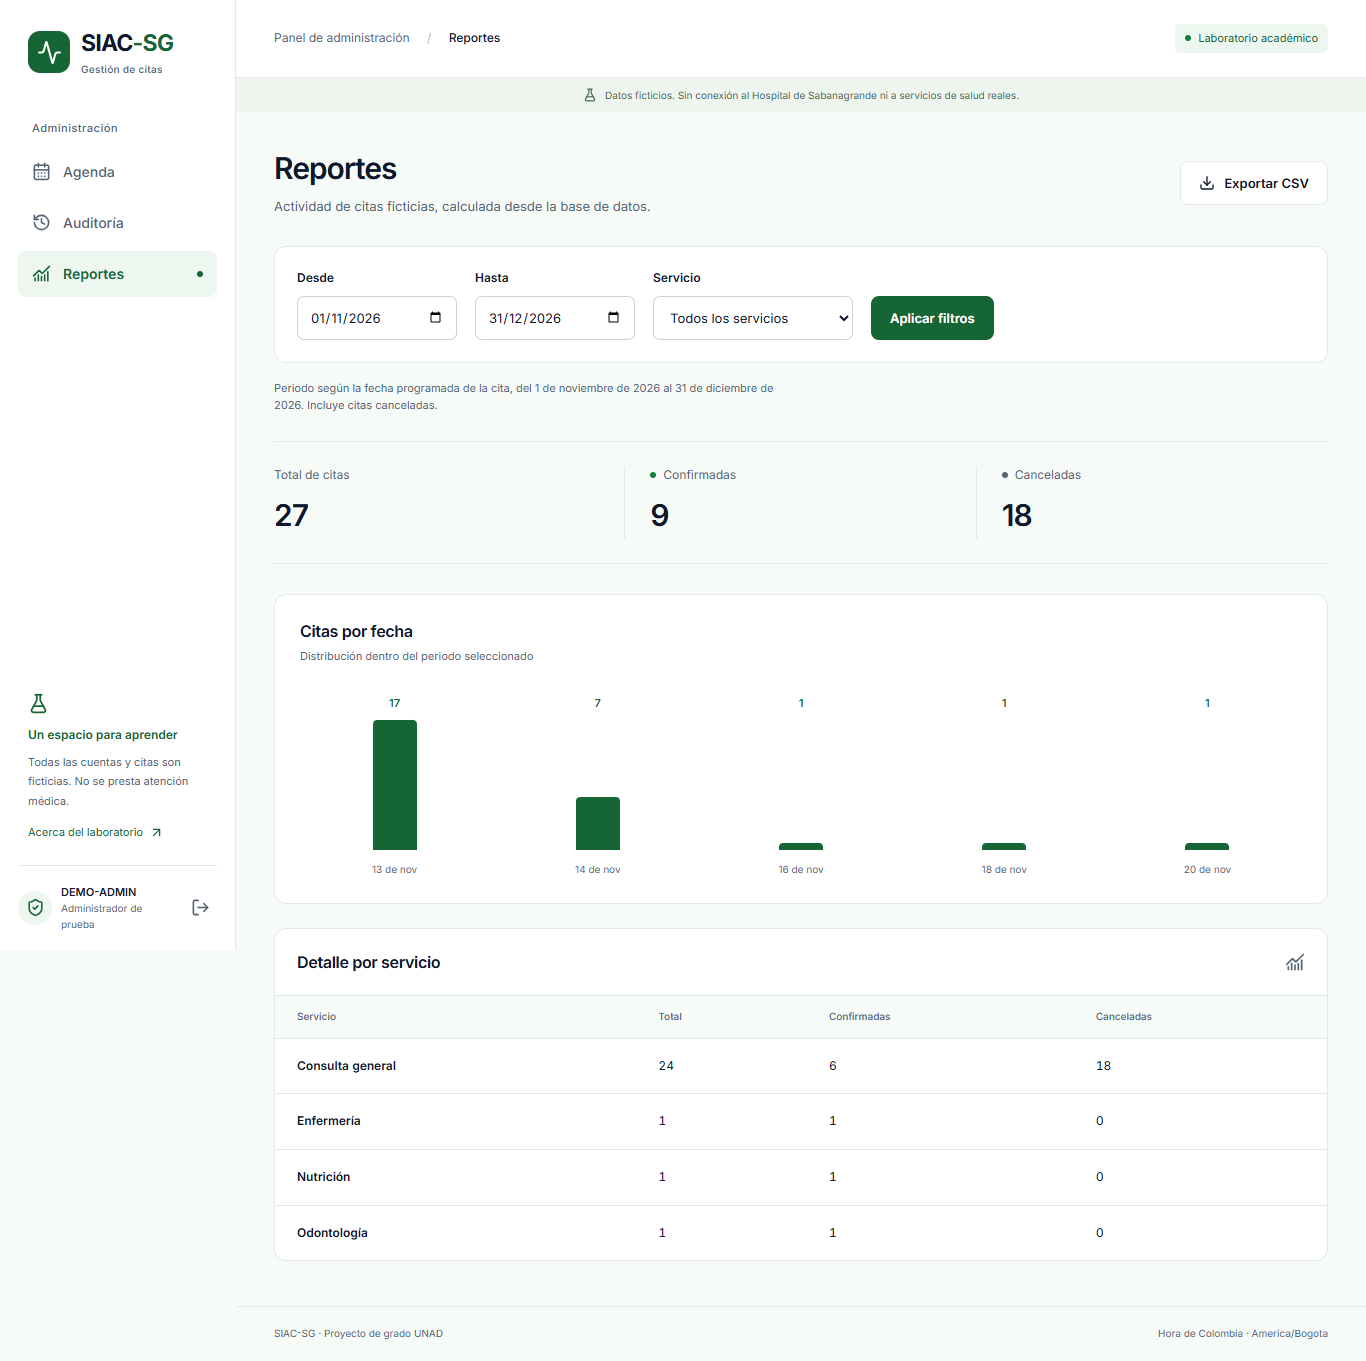 SIAC-SG
Gestión de citas
Administración
Agenda
Auditoría
Reportes
Un espacio para aprender
Todas las cuentas y citas son
ficticias. No se presta atención
médica.
Acerca del laboratorio
DEMO-ADMIN
Administrador de
prueba
Panel de administración / Reportes
Laboratorio académico
Datos ficticios. Sin conexión al Hospital de Sabanagrande ni a servicios de salud reales.
Reportes
Actividad de citas ficticias, calculada desde la base de datos.
Exportar CSV
Desde Hasta Servicio
01/11/2026 31/12/2026 Todos los servicios Aplicar filtros
Periodo según la fecha programada de la cita, del 1 de noviembre de 2026 al 31 de diciembre de
2026. Incluye citas canceladas.
Total de citas Confirmadas Canceladas
27 9 18
Citas por fecha
Distribución dentro del periodo seleccionado
17 7 1 1 1
13 de nov 14 de nov 16 de nov 18 de nov 20 de nov
Detalle por servicio
Servicio Total Confirmadas Canceladas
Consulta general 24 6 18
Enfermería 1 1 0
Nutrición 1 1 0
Odontología 1 1 0
SIAC-SG · Proyecto de grado UNAD
Hora de Colombia · America/Bogota